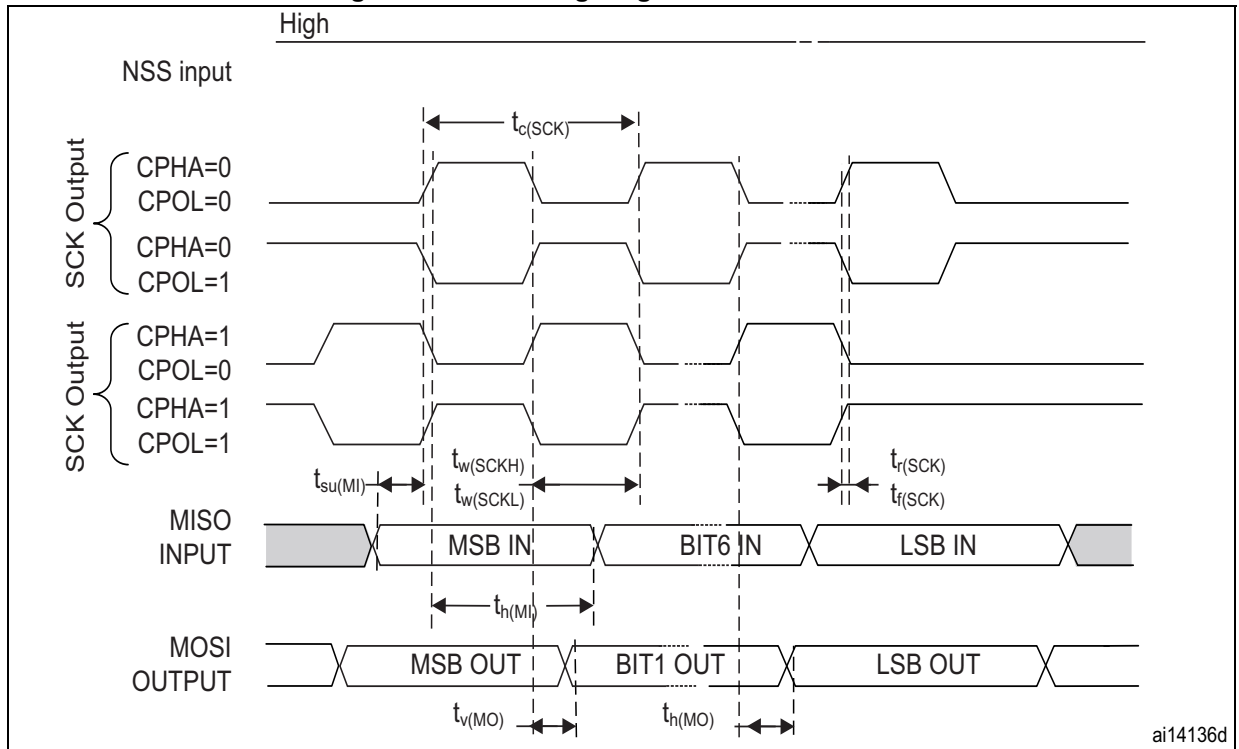 High
NSS input
tc(SCK)
SCK Output
CPHA=0
CPOL=0
CPHA=0
CPOL=1
SCK Output
CPHA=1
CPOL=0
CPHA=1
CPOL=1
tsu(MI)
tw(SCKH)
tw(SCKL)
tr(SCK)
tf(SCK)
MISO
INPUT
MSB IN
BIT6 IN
LSB IN
th(MI)
MOSI
OUTPUT
MSB OUT
BIT1 OUT
LSB OUT
tv(MO)
th(MO)
ai14136d